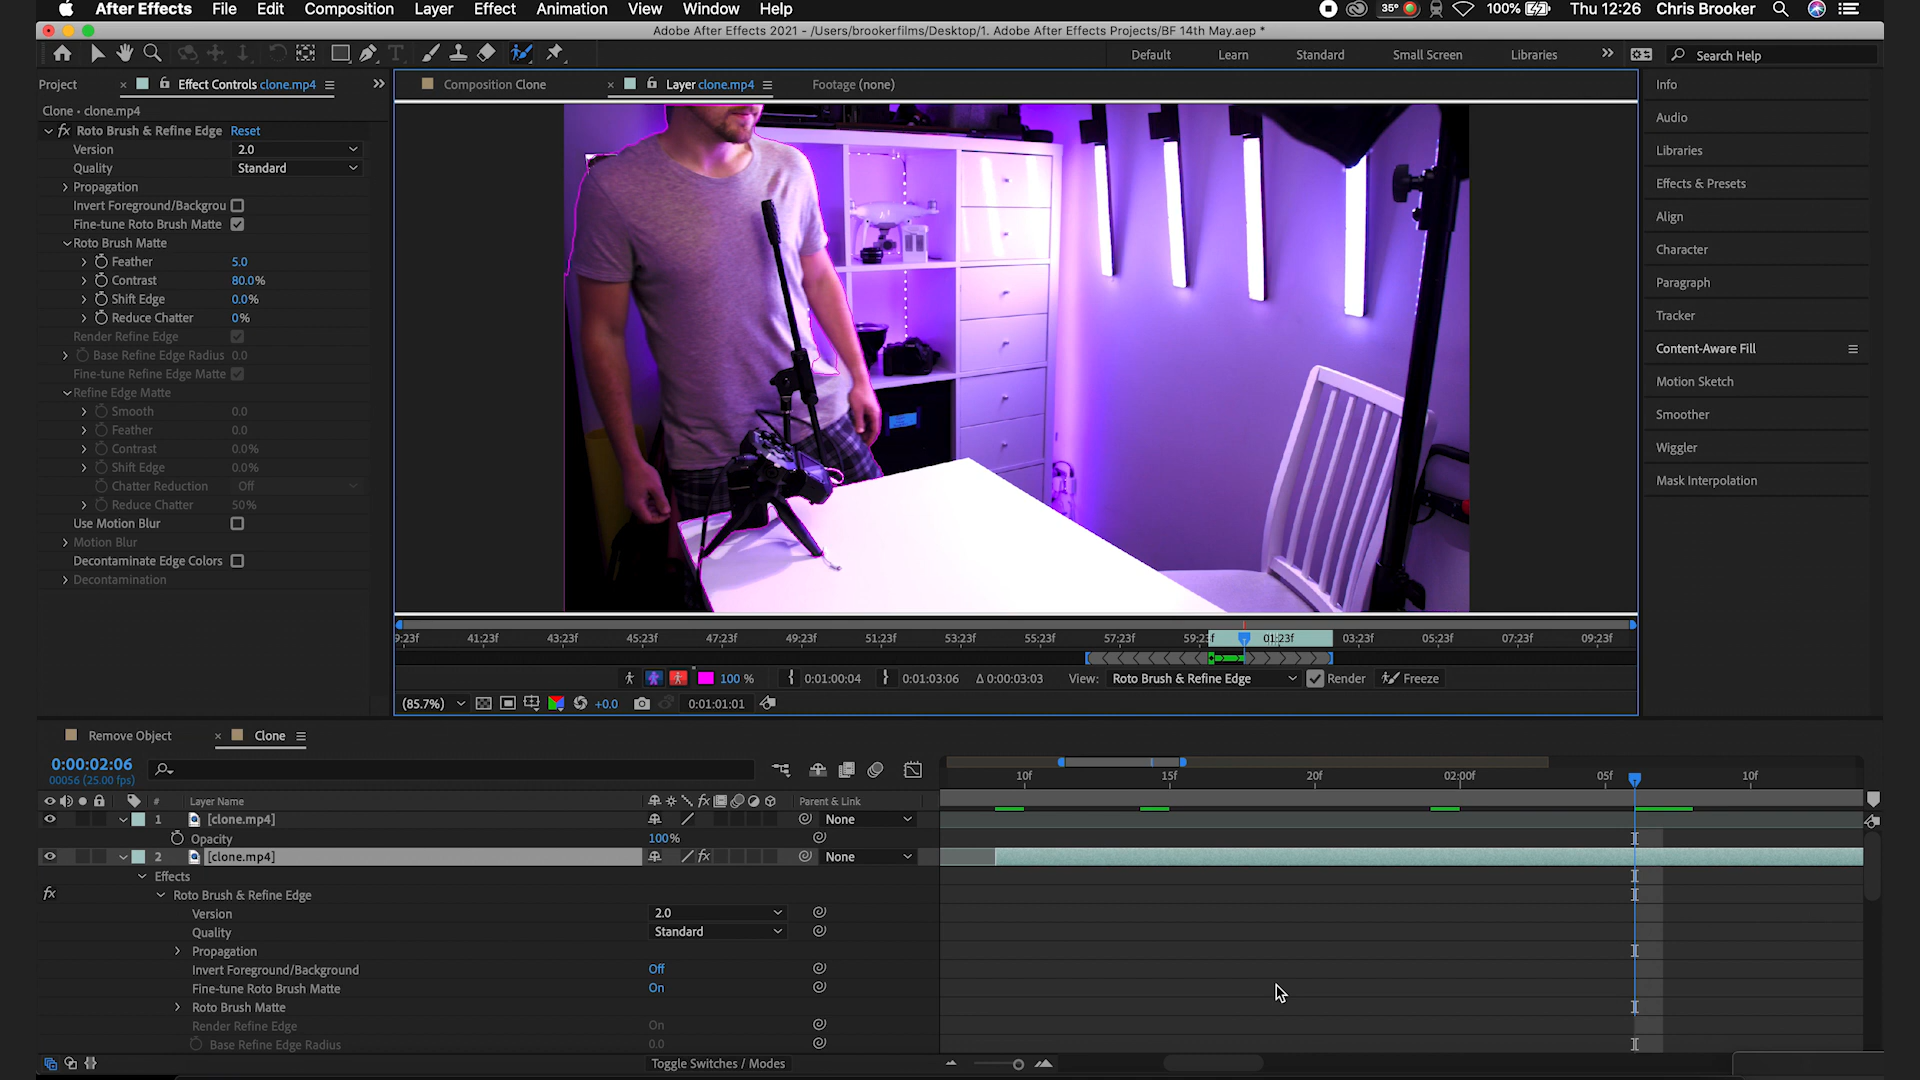 After Effects File Edit Composition Layer Effect Animation View Window Help 35° 100% Thu 12:26 Chris Brooker
Adobe After Effects 2021 - /Users/brookerfilms/Desktop/1. Adobe After Effects Projects/BF 14th May.aep *
Default Learn Standard Small Screen Libraries Search Help
Project Effect Controls clone.mp4 Composition Clone Layer clone.mp4 Footage (none)
Clone • clone.mp4
fx Roto Brush & Refine Edge Reset
Version 2.0
Quality Standard
Propagation
Invert Foreground/Backgrou
Fine-tune Roto Brush Matte
Roto Brush Matte
Feather 5.0
Contrast 80.0%
Shift Edge 0.0%
Reduce Chatter 0%
Render Refine Edge
Base Refine Edge Radius 0.0
Fine-tune Refine Edge Matte
Refine Edge Matte
Smooth 0.0
Feather 0.0
Contrast 0.0%
Shift Edge 0.0%
Chatter Reduction Off
Reduce Chatter 50%
Use Motion Blur
Motion Blur
Decontaminate Edge Colors
Decontamination
Info
Audio
Libraries
Effects & Presets
Align
Character
Paragraph
Tracker
Content-Aware Fill
Motion Sketch
Smoother
Wiggler
Mask Interpolation
9:23f 41:23f 43:23f 45:23f 47:23f 49:23f 51:23f 53:23f 55:23f 57:23f 59:23f 01:23f 03:23f 05:23f 07:23f 09:23f
100 % 0:01:00:04 0:01:03:06 Δ 0:00:03:03 View: Roto Brush & Refine Edge Render Freeze
(85.7%) +0.0 0:01:01:01
Remove Object Clone
0:00:02:06
00056 (25.00 fps)
10f 15f 20f 02:00f 05f 10f
# Layer Name fx Parent & Link
1 [clone.mp4] None
Opacity 100%
2 [clone.mp4] fx None
Effects
fx Roto Brush & Refine Edge
Version 2.0
Quality Standard
Propagation
Invert Foreground/Background Off
Fine-tune Roto Brush Matte On
Roto Brush Matte
Render Refine Edge On
Base Refine Edge Radius 0.0
Toggle Switches / Modes